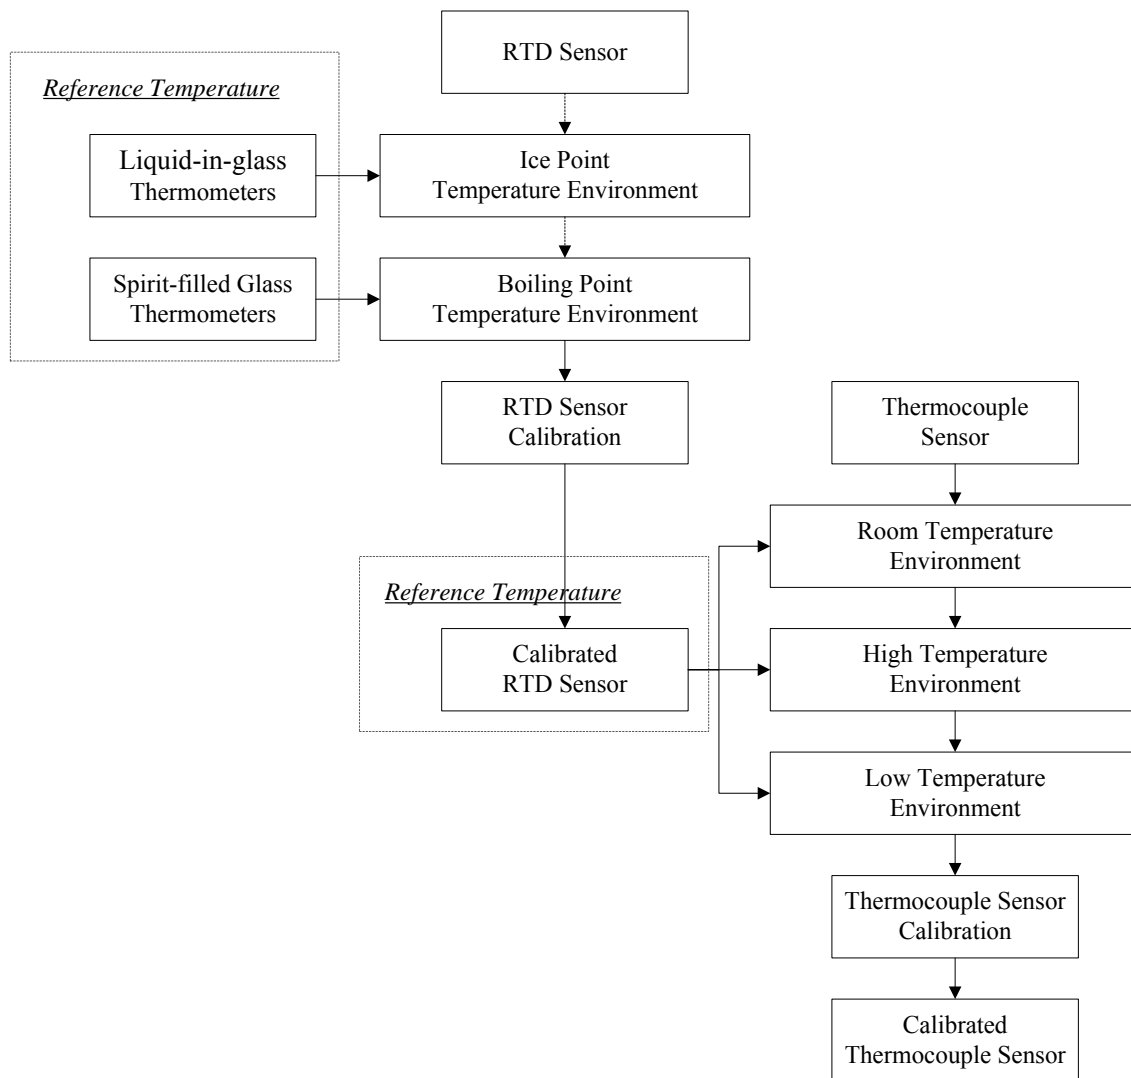 RTD Sensor
Reference Temperature
Liquid-in-glass
Thermometers
Ice Point
Temperature Environment
Spirit-filled Glass
Thermometers
Boiling Point
Temperature Environment
RTD Sensor
Calibration
Thermocouple
Sensor
Room Temperature
Environment
Reference Temperature
Calibrated
RTD Sensor
High Temperature
Environment
Low Temperature
Environment
Thermocouple Sensor
Calibration
Calibrated
Thermocouple Sensor